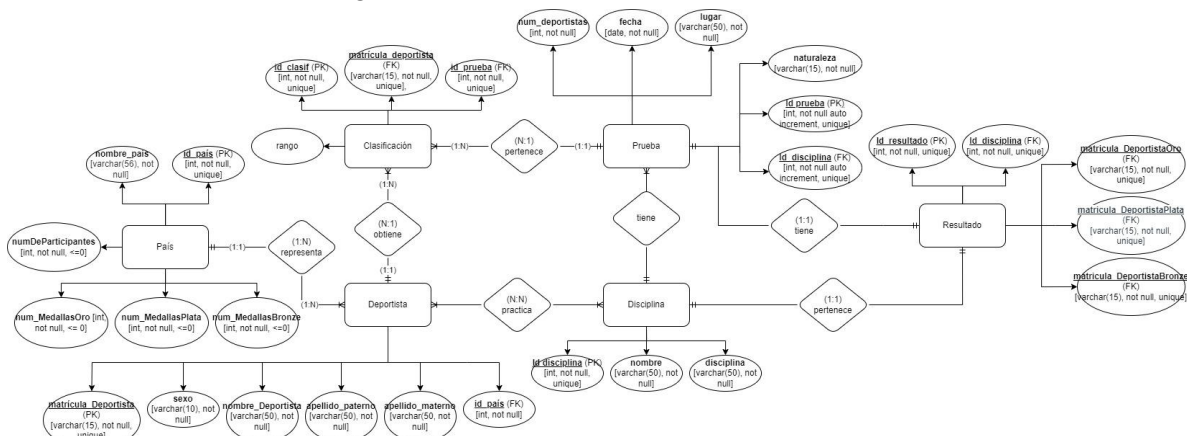 num_deportistas
[int, not null]
fecha
[date, not null]
lugar
[varchar(50), not
null]
naturaleza
[varchar(15), not null]
Id_prueba (PK)
[int, not null auto
increment, unique]
Id_disciplina (FK)
[int, not null auto
increment, unique]
id_clasif (PK)
[int, not null,
unique]
matricula_deportista
(FK)
[varchar(15), not null,
unique],
id_prueba (FK)
[int, not null,
unique]
rango
Clasificación
(1:N)
(N:1)
pertenece
(1:1)
Prueba
Id_resultado (PK)
[int, not null, unique]
Id_disciplina (FK)
[int, not null, unique]
matricula_DeportistaOro
(FK)
[varchar(15), not null,
unique]
matricula_DeportistaPlata
(FK)
[varchar(15), not null,
unique]
matricula_DeportistaBronze
(FK)
[varchar(15), not null, unique]
nombre_país
[varchar(56), not
null]
id_país (PK)
[int, not null,
unique]
(1:N)
(N:1)
obtiene
(1:1)
tiene
(1:1)
tiene
Resultado
numDeParticipantes
[int, not null, <=0]
País
(1:1)
(1:N)
representa
(1:N)
Deportista
(N:N)
practica
Disciplina
(1:1)
pertenece
num_MedallasOro [int,
not null, <= 0]
num_MedallasPlata
[int, not null, <=0]
num_MedallasBronze
[int, not null, <=0]
Id_disciplina (PK)
[int, not null,
unique]
nombre
[varchar(50), not
null]
disciplina
[varchar(50), not
null]
matricula_Deportista
(PK)
[varchar(15), not null,
unique]
sexo
[varchar(10), not
null]
nombre_Deportista
[varchar(50), not
null]
apellido_paterno
[varchar(50), not
null]
apellido_materno
[varchar(50, not
null]
id_país (FK)
[int, not null]